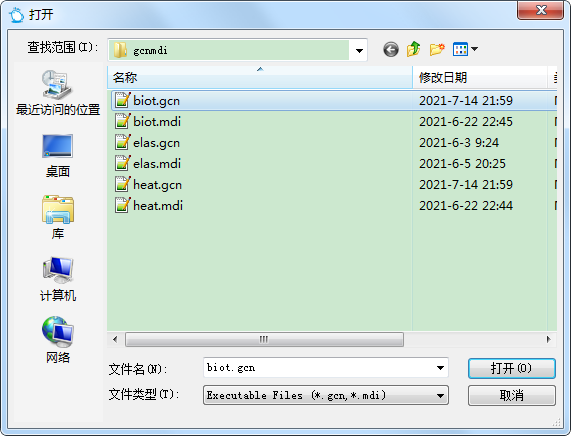 打开
查找范围(I):
gcnmdi
名称 修改日期
biot.gcn 2021-7-14 21:59
biot.mdi 2021-6-22 22:45
elas.gcn 2021-6-3 9:24
elas.mdi 2021-6-5 20:25
heat.gcn 2021-7-14 21:59
heat.mdi 2021-6-22 22:44
最近访问的位置
桌面
库
计算机
网络
文件名(N): biot.gcn 打开(O)
文件类型(T): Executable Files (*.gcn,*.mdi) 取消